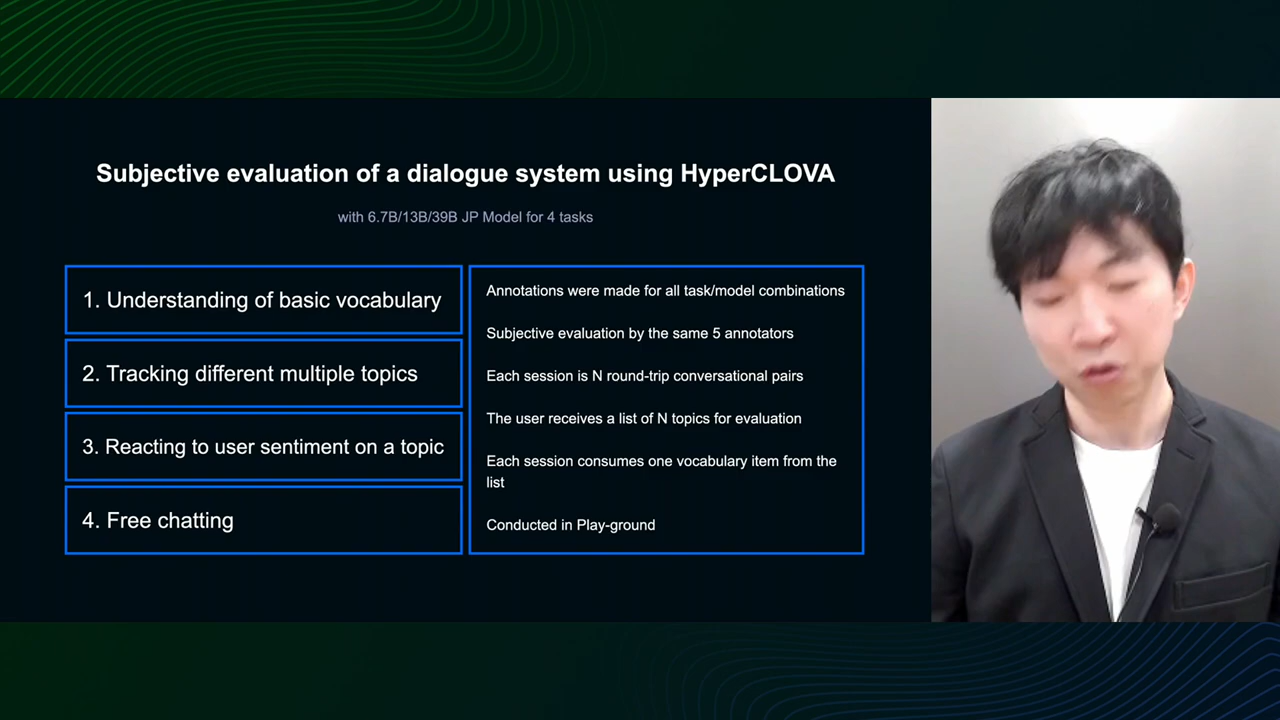 Subjective evaluation of a dialogue system using HyperCLOVA
with 6.7B/13B/39B JP Model for 4 tasks
1. Understanding of basic vocabulary
2. Tracking different multiple topics
3. Reacting to user sentiment on a topic
4. Free chatting
Annotations were made for all task/model combinations
Subjective evaluation by the same 5 annotators
Each session is N round-trip conversational pairs
The user receives a list of N topics for evaluation
Each session consumes one vocabulary item from the
list
Conducted in Play-ground